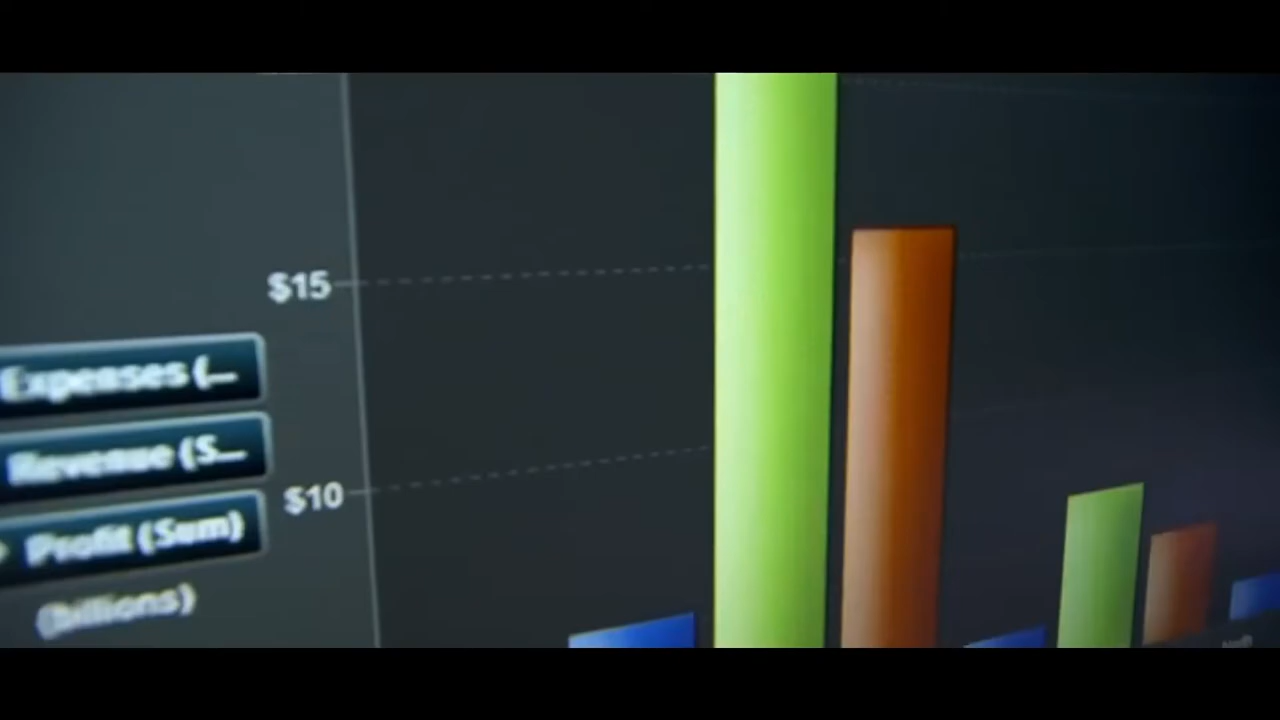 $15
Expenses (...
Revenue (S...
$10
Profit (Sum)
(billions)